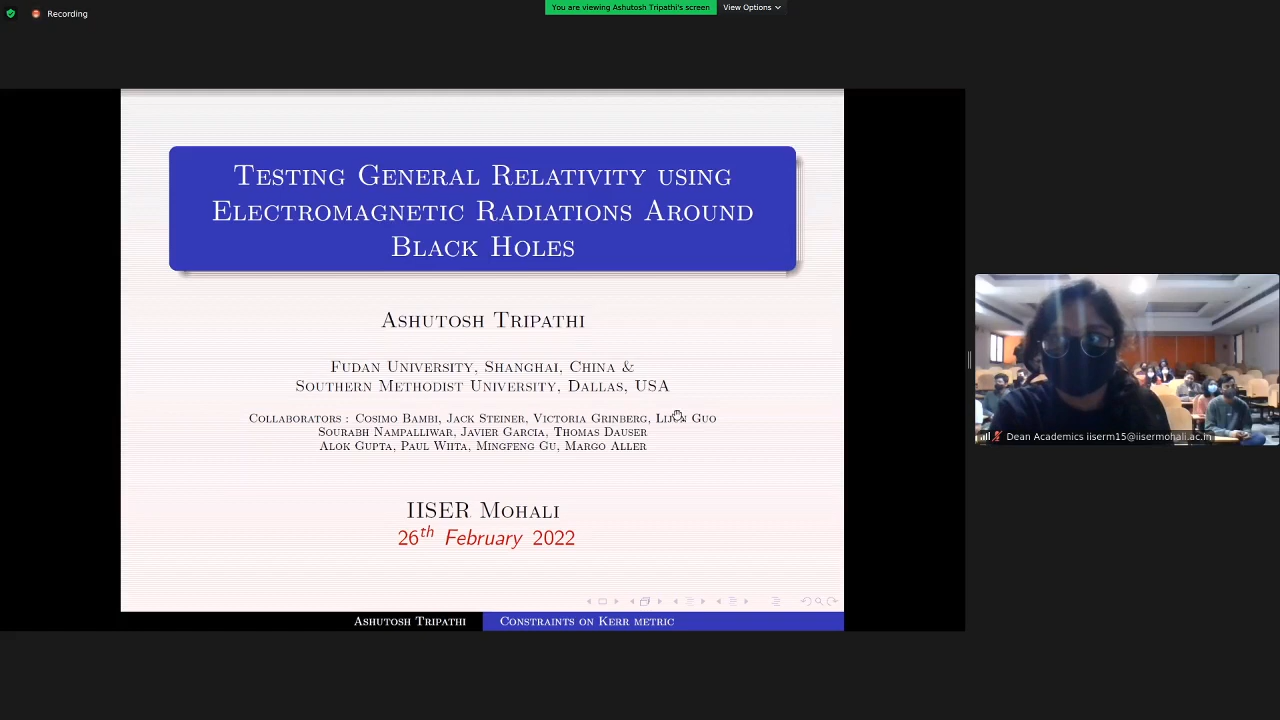 Recording
You are viewing Ashutosh Tripathi's screen
View Options
Testing General Relativity using
Electromagnetic Radiations Around
Black Holes
Ashutosh Tripathi
Fudan University, Shanghai, China &
Southern Methodist University, Dallas, USA
Collaborators : Cosimo Bambi, Jack Steiner, Victoria Grinberg, Guo
Sourabh Nampalliwar, Javier Garcia, Thomas Dauser
Alok Gupta, Paul Wiita, Mingfeng Gu, Margo Aller
IISER Mohali
26th February 2022
Ashutosh Tripathi
Constraints on Kerr metric
Dean Academics iiserm15@iisermohali.ac.in